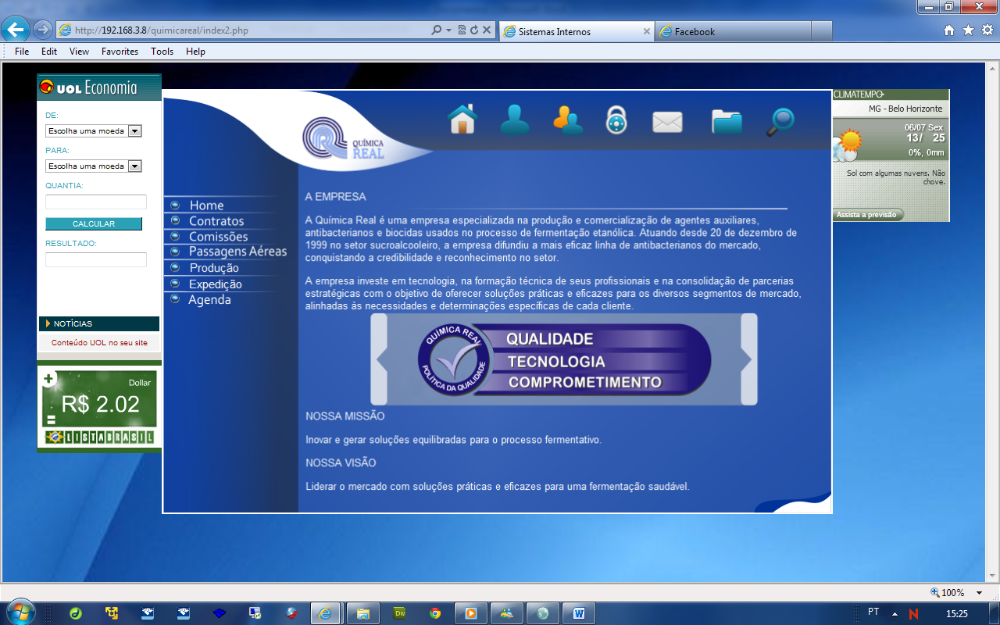 http://192.168.3.8/quimicareal/index2.php
Sistemas Internos
Facebook
File Edit View Favorites Tools Help
UOL Economia
DE:
Escolha uma moeda
PARA:
Escolha uma moeda
QUANTIA:
CALCULAR
RESULTADO:
NOTÍCIAS
Conteúdo UOL no seu site
Dollar
R$ 2.02
LISTABRASIL
QUÍMICA
REAL
Home
Contratos
Comissões
Passagens Aéreas
Produção
Expedição
Agenda
A EMPRESA
A Química Real é uma empresa especializada na produção e comercialização de agentes auxiliares,
antibacterianos e biocidas usados no processo de fermentação etanólica. Atuando desde 20 de dezembro de
1999 no setor sucroalcooleiro, a empresa difundiu a mais eficaz linha de antibacterianos do mercado,
conquistando a credibilidade e reconhecimento no setor.
A empresa investe em tecnologia, na formação técnica de seus profissionais e na consolidação de parcerias
estratégicas com o objetivo de oferecer soluções práticas e eficazes para os diversos segmentos de mercado,
alinhadas às necessidades e determinações específicas de cada cliente.
QUÍMICA REAL
POLÍTICA DA QUALIDADE
QUALIDADE
TECNOLOGIA
COMPROMETIMENTO
NOSSA MISSÃO
Inovar e gerar soluções equilibradas para o processo fermentativo.
NOSSA VISÃO
Liderar o mercado com soluções práticas e eficazes para uma fermentação saudável.
CLIMATEMPO
MG - Belo Horizonte
06/07 Sex
13/ 25
0%, 0mm
Sol com algumas nuvens. Não
chove.
Assista a previsão
100%
Dw
W
PT
N
15:25